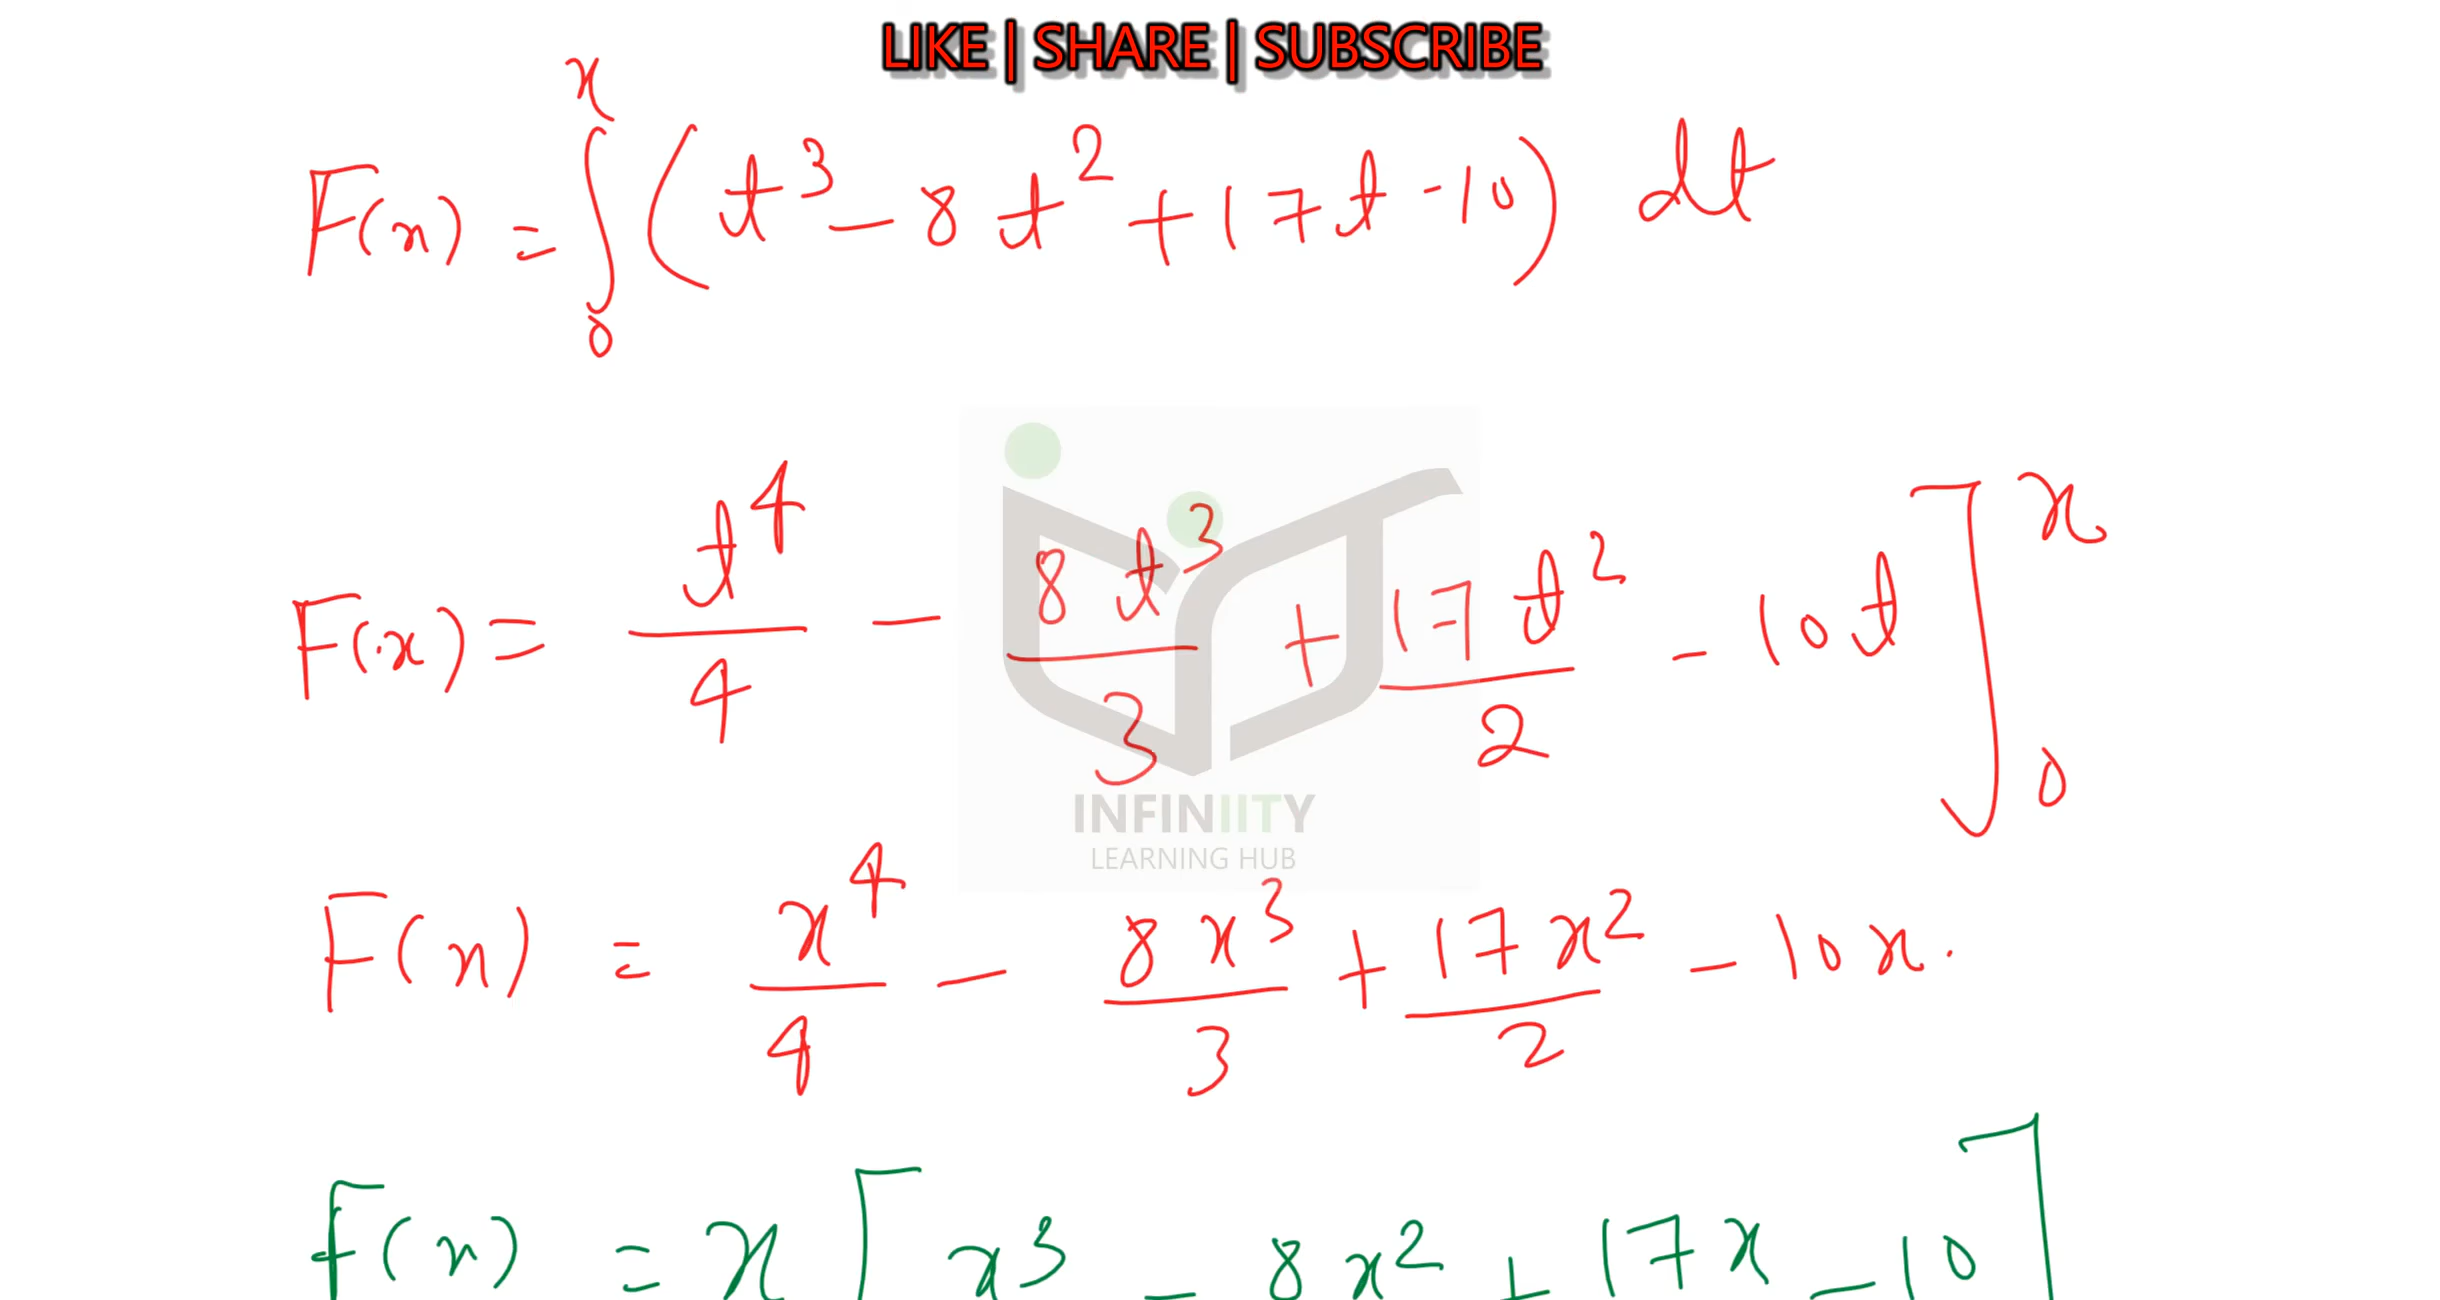 LIKE | SHARE | SUBSCRIBE
F(x) = ∫₀ˣ (t³ - 8t² + 17t - 10) dt
F(x) = t⁴/4 - 8t³/3 + 17t²/2 - 10t]₀ˣ
INFINIITY
LEARNING HUB
F(x) = x⁴/4 - 8x³/3 + 17x²/2 - 10x.
F(x) = x[x³ - 8x² + 17x - 10]